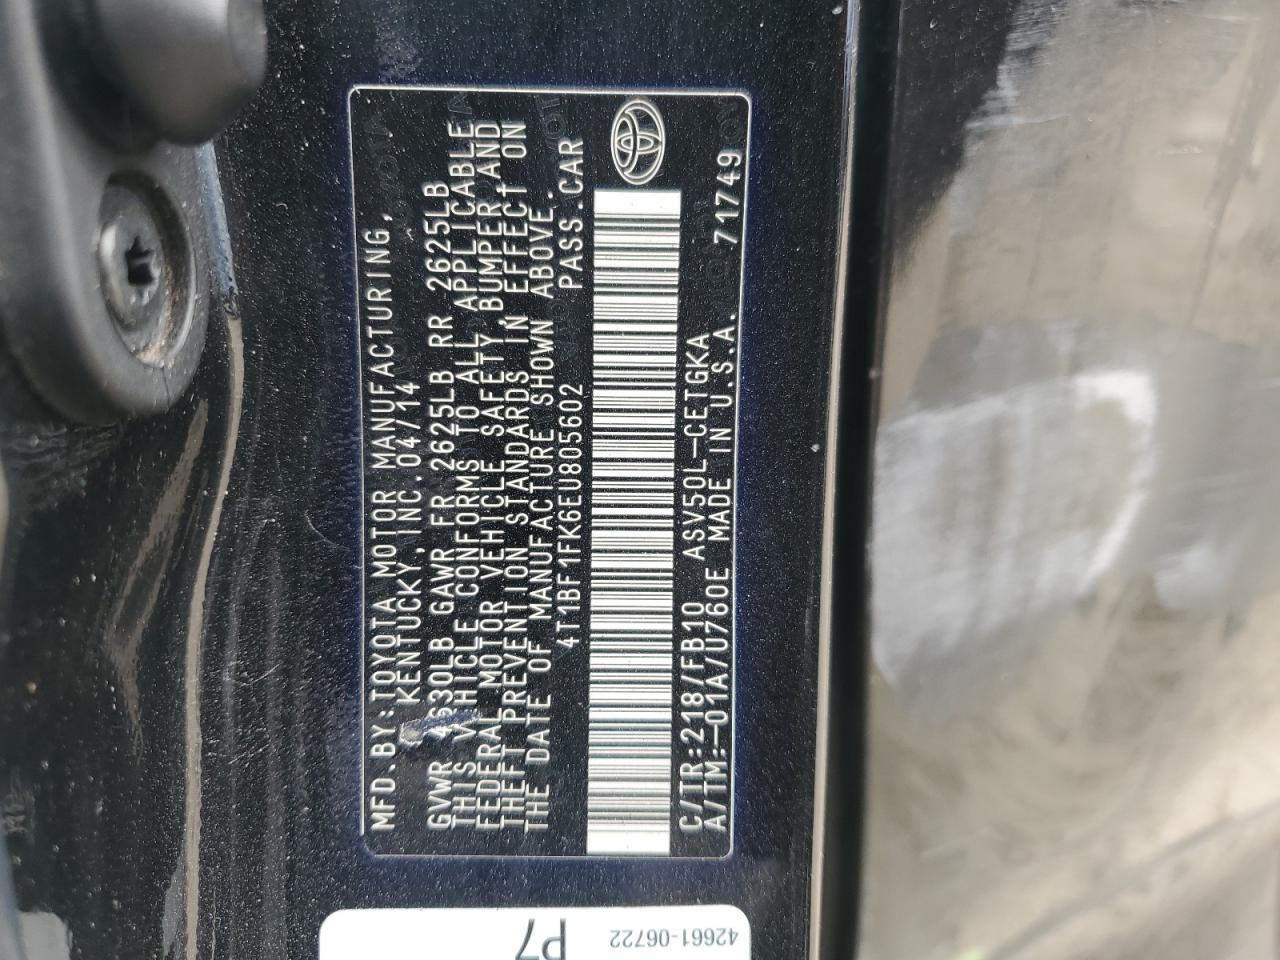 MFD.BY:TOYOTA MOTOR MANUFACTURING,
KENTUCKY, INC.04/14
GVWR 4630LB GAWR FR 2625LB RR 2625LB
THIS VEHICLE CONFORMS TO ALL APPLICABLE
FEDERAL MOTOR VEHICLE SAFETY, BUMPER, AND
THEFT PREVENTION STANDARDS IN EFFECT ON
THE DATE OF MANUFACTURE SHOWN ABOVE.
4T1BF1FK6EU805602 PASS.CAR
C/TR:218/FB10 ASV50L-CETGKA
A/TM:-01A/U760E MADE IN U.S.A. 71749
P7
42661-06722